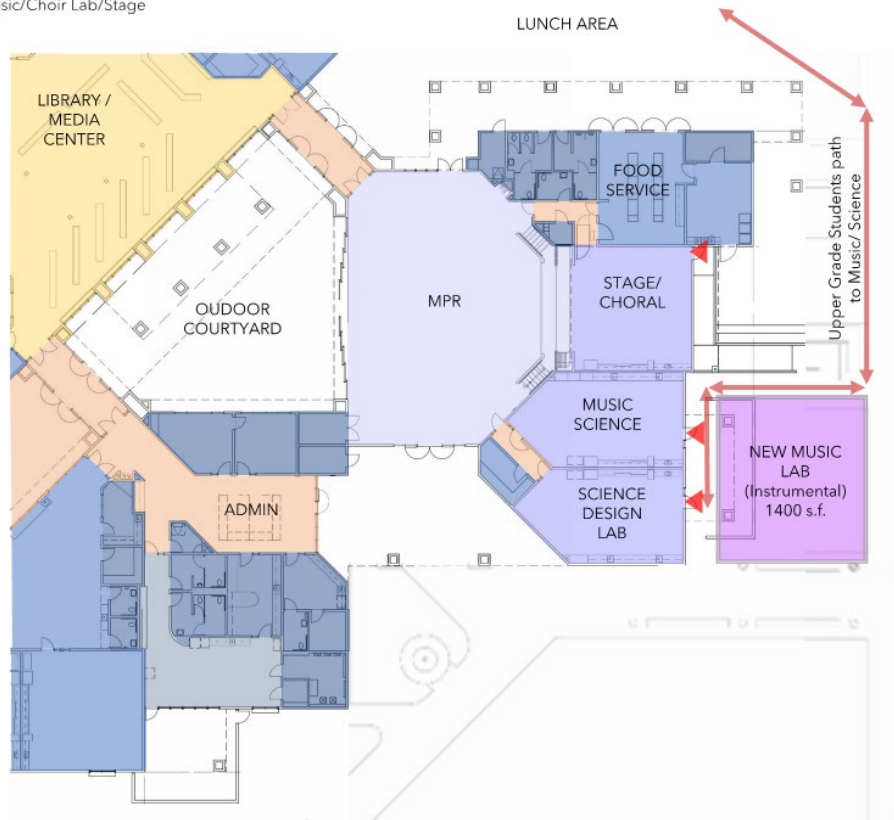 sic/Choir Lab/Stage
LUNCH AREA
LIBRARY /
MEDIA
CENTER
FOOD
SERVICE
Upper Grade Students path
to Music/ Science
STAGE/
CHORAL
OUDOOR
COURTYARD
MPR
MUSIC
SCIENCE
NEW MUSIC
LAB
(Instrumental)
1400 s.f.
SCIENCE
DESIGN
LAB
ADMIN